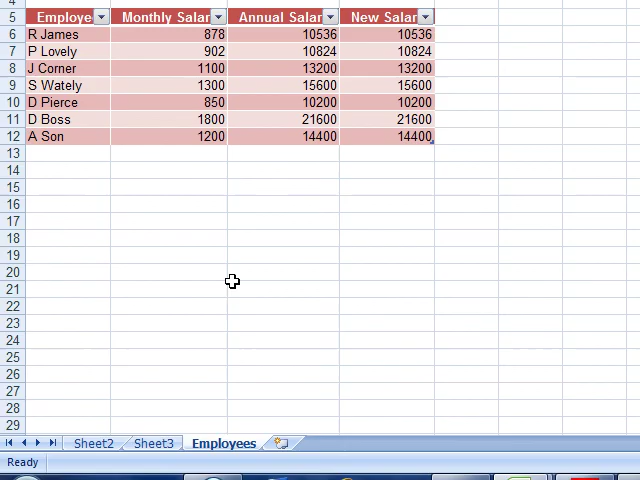 4
5 Employe Monthly Salar Annual Salar New Salar
6 R James 878 10536 10536
7 P Lovely 902 10824 10824
8 J Corner 1100 13200 13200
9 S Wately 1300 15600 15600
10 D Pierce 850 10200 10200
11 D Boss 1800 21600 21600
12 A Son 1200 14400 14400
13
14
15
16
17
18
19
20
21
22
23
24
25
26
27
28
29
Sheet2 Sheet3 Employees
Ready